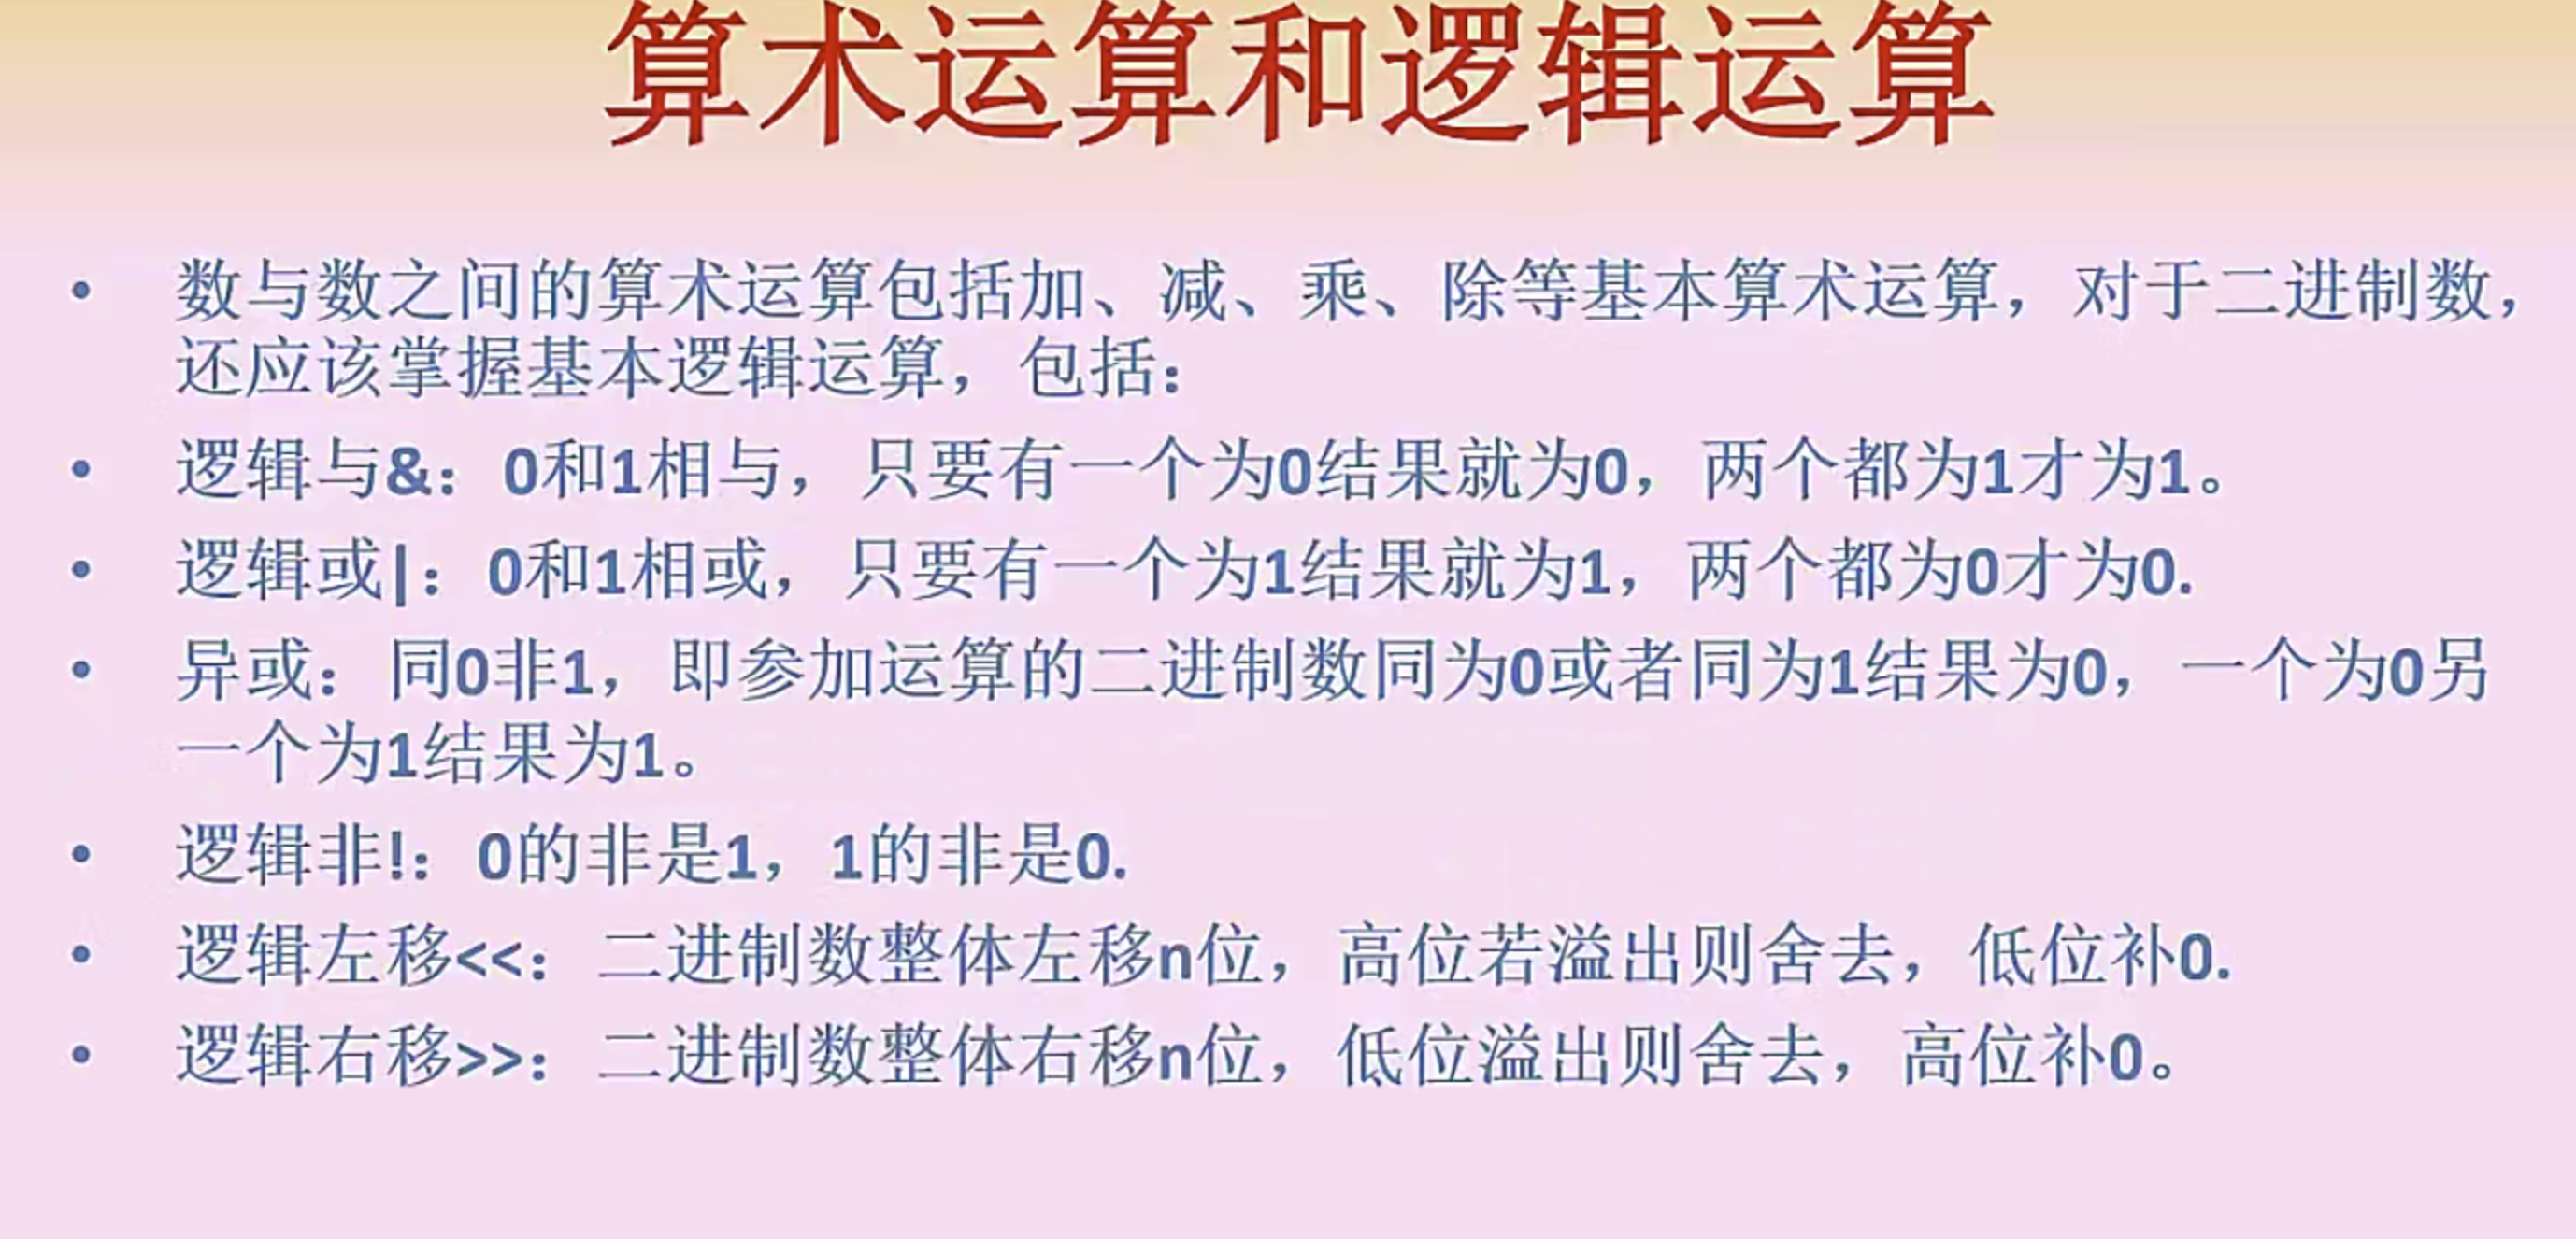 算术运算和逻辑运算
• 数与数之间的算术运算包括加、减、乘、除等基本算术运算，对于二进制数，
还应该掌握基本逻辑运算，包括：
• 逻辑与&：0和1相与，只要有一个为0结果就为0，两个都为1才为1。
• 逻辑或|：0和1相或，只要有一个为1结果就为1，两个都为0才为0.
• 异或：同0非1，即参加运算的二进制数同为0或者同为1结果为0，一个为0另
一个为1结果为1。
• 逻辑非!：0的非是1，1的非是0.
• 逻辑左移<<：二进制数整体左移n位，高位若溢出则舍去，低位补0.
• 逻辑右移>>：二进制数整体右移n位，低位溢出则舍去，高位补0。